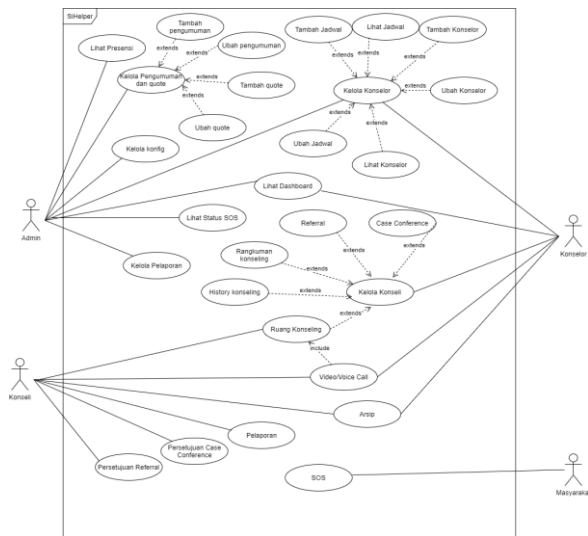 SiHelper
Tambah
pengumuman
Tambah Jadwal
Lihat Jadwal
Tambah Konselor
Lihat Presensi
extends
Ubah pengumuman
extends
extends
extends
extends
Kelola Pengumuman
dan quote
extends
Tambah quote
Kelola Konselor
extends
Ubah Konselor
extends
extends
extends
Ubah quote
Ubah Jadwal
Kelola konfig
Lihat Konselor
Lihat Dashboard
Admin
Lihat Status SOS
Konselor
Referral
Case Conference
Kelola Pelaporan
Rangkuman
konseling
extends
extends
extends
History konseling
extends
Kelola Konseli
extends
Ruang Konseling
include
Video/Voice Call
Konseli
Arsip
Pelaporan
Persetujuan Case
Conference
Persetujuan Referral
SOS
Masyarakat